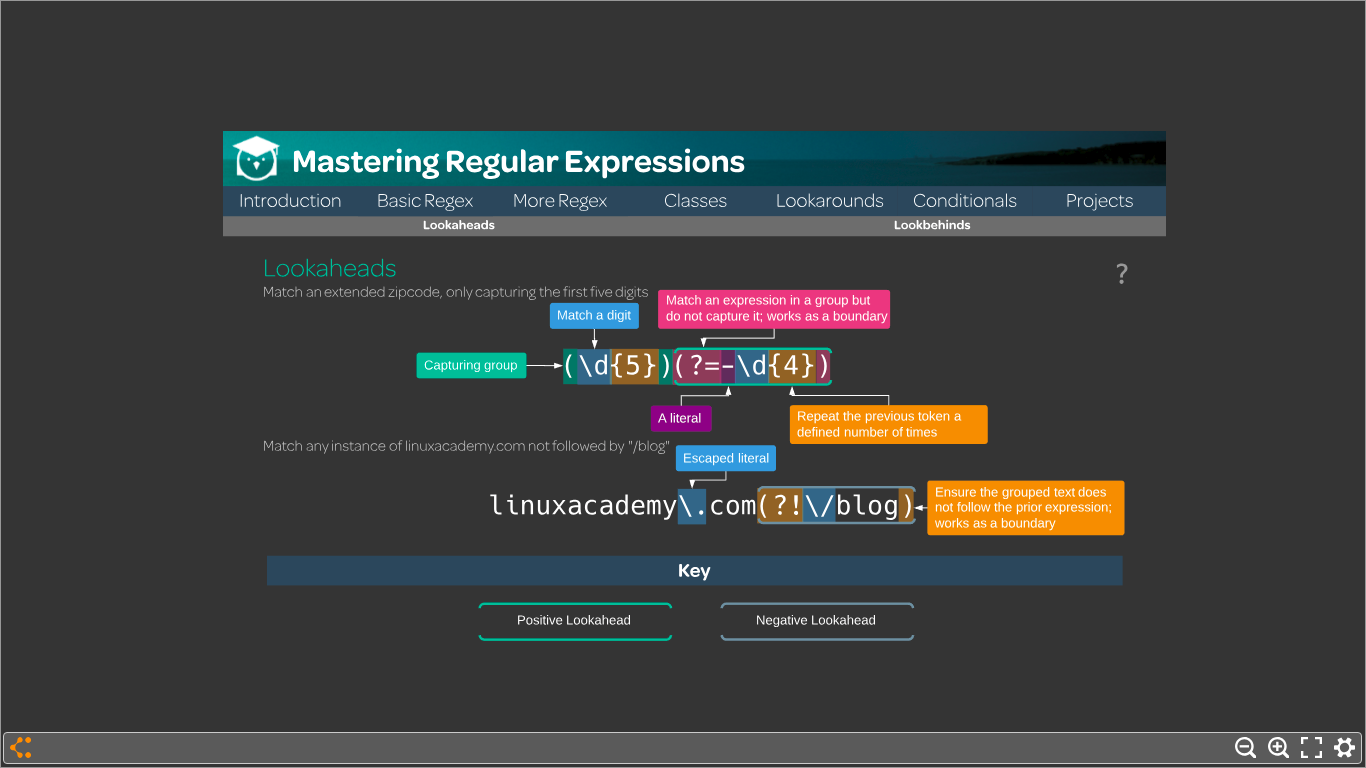 Mastering Regular Expressions
Introduction Basic Regex More Regex Classes Lookarounds Conditionals Projects
Lookaheads Lookbehinds
Lookaheads
?
Match an extended zipcode, only capturing the first five digits
Match an expression in a group but
do not capture it; works as a boundary
Match a digit
Capturing group
(\d{5})(?=-\d{4})
A literal
Repeat the previous token a
defined number of times
Match any instance of linuxacademy.com not followed by "/blog"
Escaped literal
linuxacademy\.com(?!\/blog)
Ensure the grouped text does
not follow the prior expression;
works as a boundary
Key
Positive Lookahead Negative Lookahead